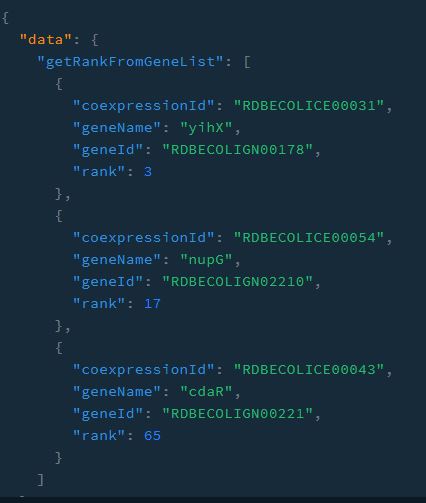 {
"data": {
"getRankFromGeneList": [
{
"coexpressionId": "RDBECOLICE00031",
"geneName": "yihX",
"geneId": "RDBECOLIGN00178",
"rank": 3
},
{
"coexpressionId": "RDBECOLICE00054",
"geneName": "nupG",
"geneId": "RDBECOLIGN02210",
"rank": 17
},
{
"coexpressionId": "RDBECOLICE00043",
"geneName": "cdaR",
"geneId": "RDBECOLIGN00221",
"rank": 65
}
]